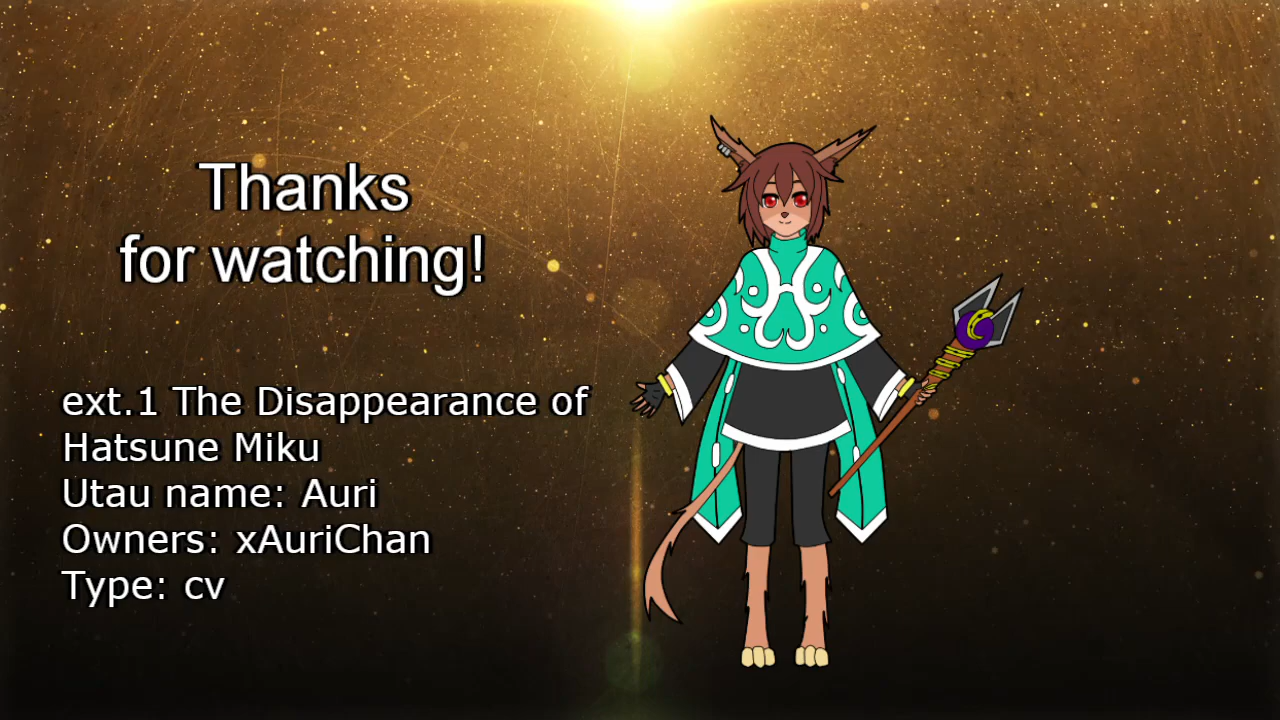 Thanks
for watching!
ext.1 The Disappearance of
Hatsune Miku
Utau name: Auri
Owners: xAuriChan
Type: cv